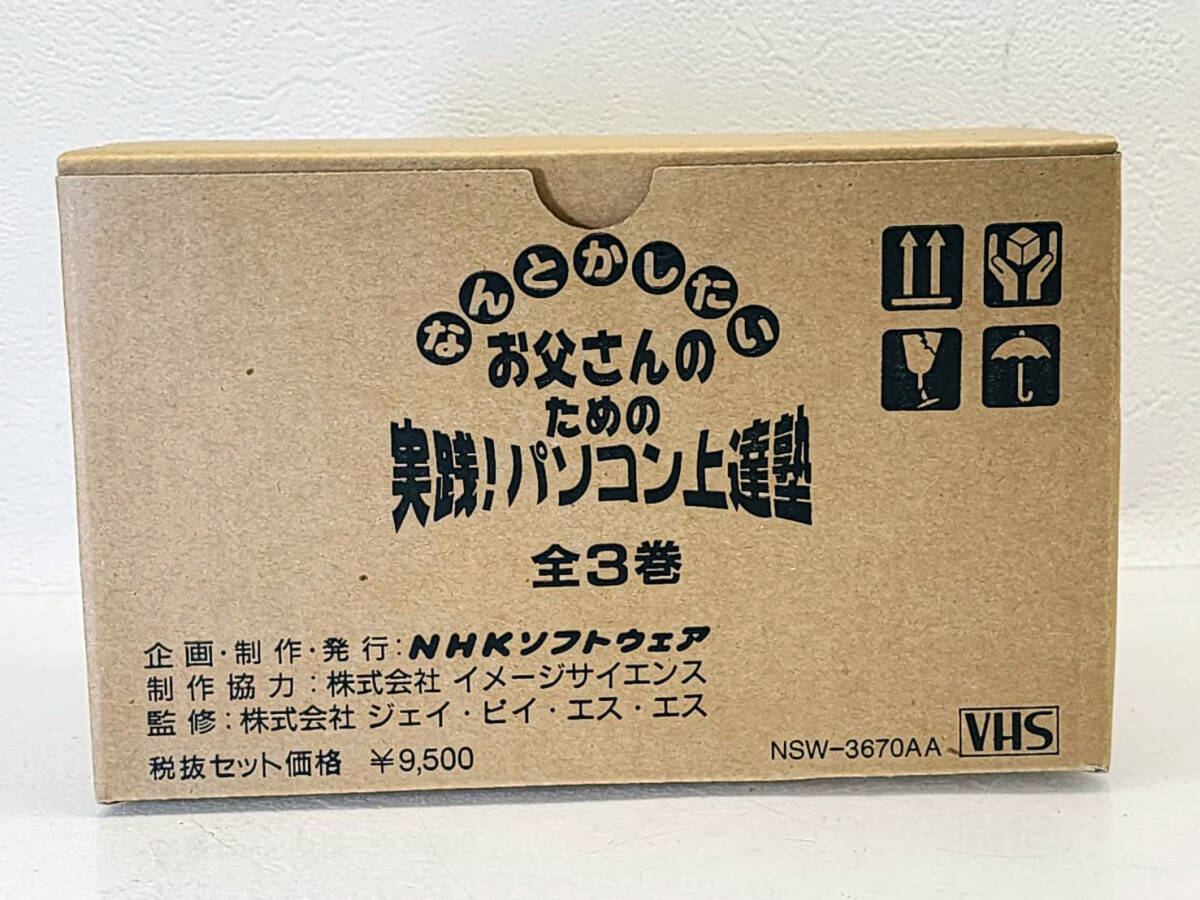 なんとかしたい
お父さんの
ための
実践!パソコン上達塾
全3巻
企画・制作・発行:NHKソフトウェア
制作協力:株式会社 イメージサイエンス
監修:株式会社 ジェイ・ピイ・エス・エス
税抜セット価格 ¥9,500
NSW-3670AA VHS